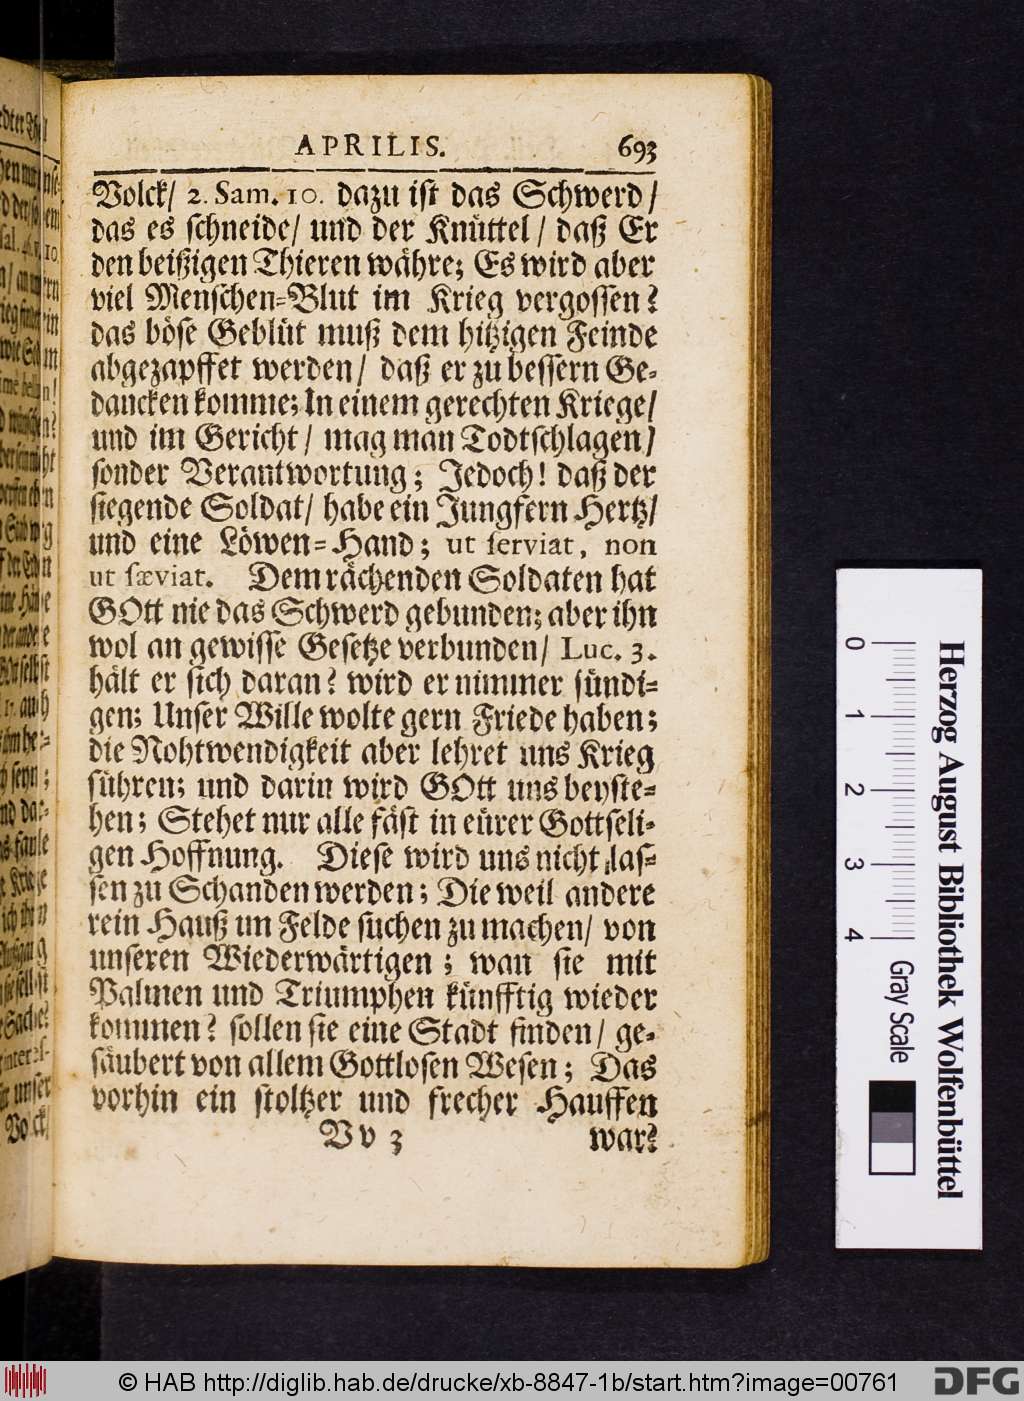 APRILIS. 693
Volck/ 2. Sam. 10. dazu ist das Schwerd/
das es schneide/ und der Knüttel/ daß Er
den beißigen Thieren währe; Es wird aber
viel Menschen-Blut im Krieg vergossen?
das böse Geblüt muß dem hitzigen Feinde
abgezapffet werden/ daß er zu bessern Ge-
dancken komme; In einem gerechten Kriege/
und im Gericht/ mag man Todtschlagen/
sonder Verantwortung; Jedoch! daß der
siegende Soldat/ habe ein Jungfern Hertz/
und eine Löwen-Hand; ut serviat, non
ut sæviat. Dem rächenden Soldaten hat
GOtt nie das Schwerd gebunden; aber ihn
wol an gewisse Gesetze verbunden/ Luc. 3.
hält er sich daran? wird er nimmer sündi-
gen; Unser Wille wolte gern Friede haben;
die Nohtwendigkeit aber lehret uns Krieg
führen; und darin wird GOtt uns beyste-
hen; Stehet nur alle fäst in eürer Gottseli-
gen Hoffnung. Diese wird uns nicht las-
sen zu Schanden werden; Die weil andere
rein Hauß im Felde suchen zu machen/ von
unseren Wiederwärtigen; wan sie mit
Palmen und Triumphen künfftig wieder
kommen? sollen sie eine Stadt finden/ ge-
säubert von allem Gottlosen Wesen; Das
vorhin ein stoltzer und frecher Hauffen
Vv 3 war?
Herzog August Bibliothek Wolfenbüttel
0 1 2 3 4
Gray Scale
© HAB http://diglib.hab.de/drucke/xb-8847-1b/start.htm?image=00761
DFG